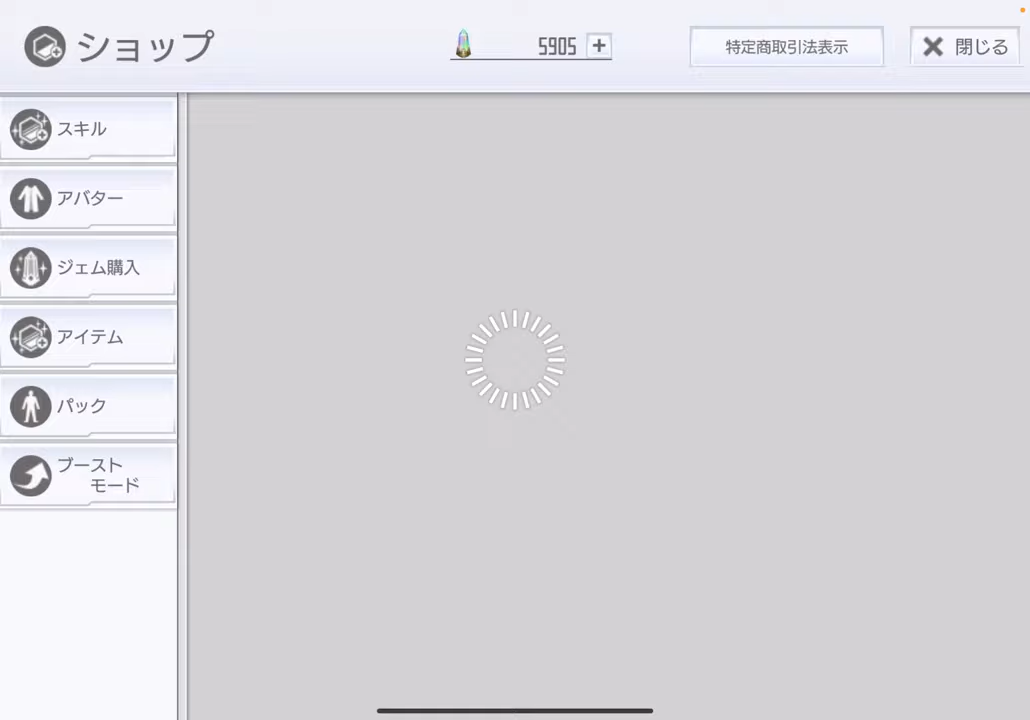 ショップ
5905
特定商取引法表示
閉じる
スキル
アバター
ジェム購入
アイテム
パック
ブースト
モード